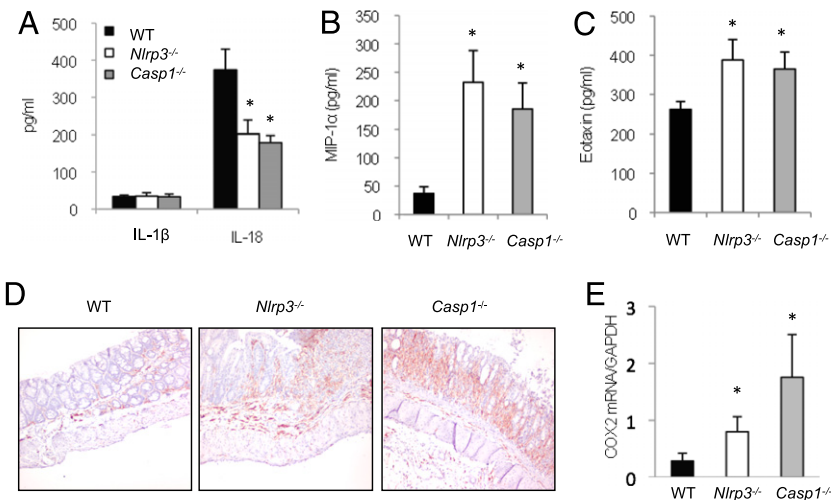 A
500
400
300
200
100
0
pg/ml
WT
Nlrp3-/-
Casp1-/-
*
*
IL-1β
IL-18
B
350
300
250
200
150
100
50
0
MIP-1α (pg/ml)
*
*
WT
Nlrp3-/-
Casp1-/-
C
500
400
300
200
100
0
Eotaxin (pg/ml)
*
*
WT
Nlrp3-/-
Casp1-/-
D
WT
Nlrp3-/-
Casp1-/-
E
3
2
1
0
COX2 mRNA/GAPDH
*
*
WT
Nlrp3-/-
Casp1-/-